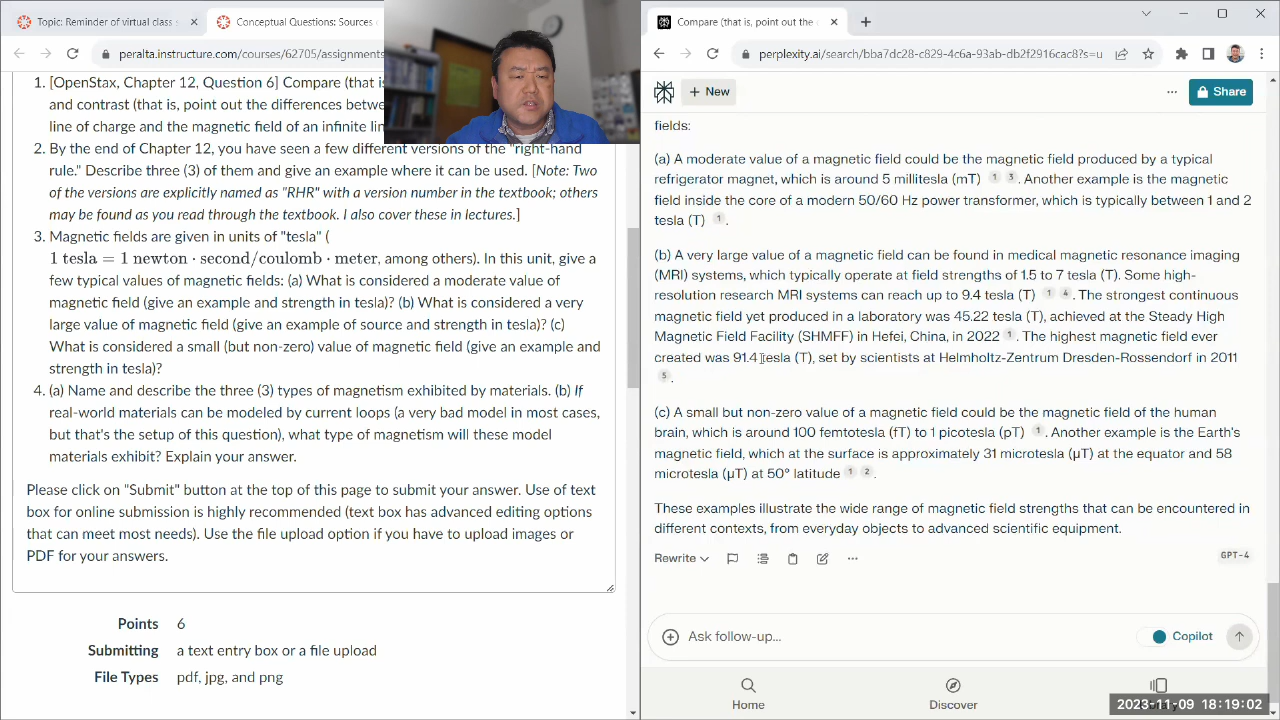 Topic: Reminder of virtual class s
Conceptual Questions: Sources o
peralta.instructure.com/courses/62705/assignments
1. [OpenStax, Chapter 12, Question 6] Compare (that is
and contrast (that is, point out the differences betwe
line of charge and the magnetic field of an infinite lin
2. By the end of Chapter 12, you have seen a few different versions of the "right-hand
rule." Describe three (3) of them and give an example where it can be used. [Note: Two
of the versions are explicitly named as "RHR" with a version number in the textbook; others
may be found as you read through the textbook. I also cover these in lectures.]
3. Magnetic fields are given in units of "tesla" (
1 tesla = 1 newton · second/coulomb · meter, among others). In this unit, give a
few typical values of magnetic fields: (a) What is considered a moderate value of
magnetic field (give an example and strength in tesla)? (b) What is considered a very
large value of magnetic field (give an example of source and strength in tesla)? (c)
What is considered a small (but non-zero) value of magnetic field (give an example and
strength in tesla)?
4. (a) Name and describe the three (3) types of magnetism exhibited by materials. (b) If
real-world materials can be modeled by current loops (a very bad model in most cases,
but that's the setup of this question), what type of magnetism will these model
materials exhibit? Explain your answer.
Please click on "Submit" button at the top of this page to submit your answer. Use of text
box for online submission is highly recommended (text box has advanced editing options
that can meet most needs). Use the file upload option if you have to upload images or
PDF for your answers.
Points 6
Submitting a text entry box or a file upload
File Types pdf, jpg, and png
Compare (that is, point out the
perplexity.ai/search/bba7dc28-c829-4c6a-93ab-db2f2916cac8?s=u
New
Share
fields:
(a) A moderate value of a magnetic field could be the magnetic field produced by a typical
refrigerator magnet, which is around 5 millitesla (mT) 1 3. Another example is the magnetic
field inside the core of a modern 50/60 Hz power transformer, which is typically between 1 and 2
tesla (T) 1.
(b) A very large value of a magnetic field can be found in medical magnetic resonance imaging
(MRI) systems, which typically operate at field strengths of 1.5 to 7 tesla (T). Some high-
resolution research MRI systems can reach up to 9.4 tesla (T) 1 4. The strongest continuous
magnetic field yet produced in a laboratory was 45.22 tesla (T), achieved at the Steady High
Magnetic Field Facility (SHMFF) in Hefei, China, in 2022 1. The highest magnetic field ever
created was 91.4 tesla (T), set by scientists at Helmholtz-Zentrum Dresden-Rossendorf in 2011
5.
(c) A small but non-zero value of a magnetic field could be the magnetic field of the human
brain, which is around 100 femtotesla (fT) to 1 picotesla (pT) 1. Another example is the Earth's
magnetic field, which at the surface is approximately 31 microtesla (µT) at the equator and 58
microtesla (µT) at 50° latitude 1 2.
These examples illustrate the wide range of magnetic field strengths that can be encountered in
different contexts, from everyday objects to advanced scientific equipment.
Rewrite
GPT-4
Ask follow-up...
Copilot
Home
Discover
2023-11-09 18:19:02